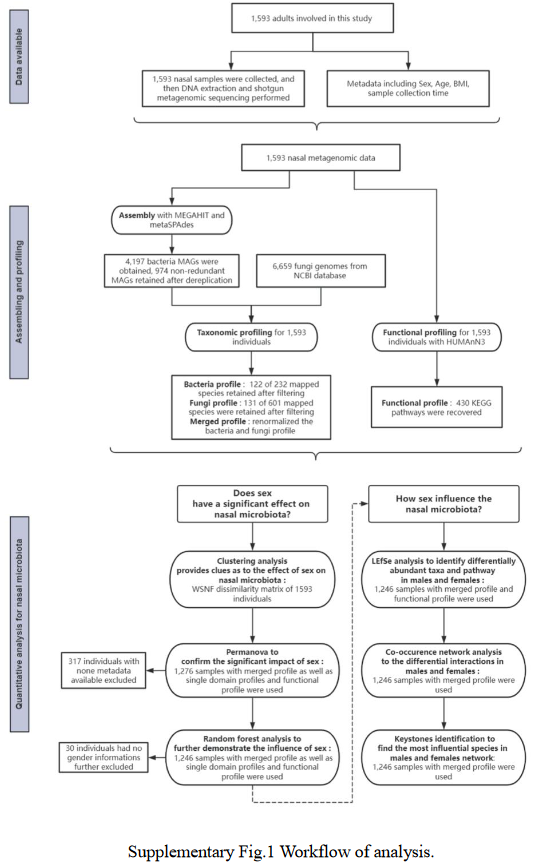 Data available
1,593 adults involved in this study
1,593 nasal samples were collected, and
then DNA extraction and shotgun
metagenomic sequencing performed
Metadata including Sex, Age, BMI,
sample collection time
Assembling and profiling
1,593 nasal metagenomic data
Assembly with MEGAHIT and
metaSPAdes
4,197 bacteria MAGs were
obtained, 974 non-redundant
MAGs retained after dereplication
6,659 fungi genomes from
NCBI database
Taxonomic profiling for 1,593
individuals
Functional profiling for 1,593
individuals with HUMAnN3
Bacteria profile : 122 of 232 mapped
species retained after filtering
Fungi profile : 131 of 601 mapped
species were retained after filtering
Merged profile : renormalized the
bacteria and fungi profile
Functional profile : 430 KEGG
pathways were recovered
Quantitative analysis for nasal microbiota
Does sex
have a significant effect on
nasal microbiota?
How sex influence the
nasal microbiota?
Clustering analysis
provides clues as to the effect of sex on
nasal microbiota :
WSNF dissimilarity matrix of 1593
individuals
LEfSe analysis to identify differentially
abundant taxa and pathway
in males and females :
1,246 samples with merged profile and
functional profile were used
317 individuals with
none metadata
available excluded
Permanova to
confirm the significant impact of sex :
1,276 samples with merged profile as well as
single domain profiles and functional
profile were used
Co-occurence network analysis
to the differential interactions in
males and females :
1,246 samples with merged profile were
used
30 individuals had no
gender informations
further excluded
Random forest analysis to
further demonstrate the influence of sex :
1,246 samples with merged profile as well as
single domain profiles and functional
profile were used
Keystones identification to
find the most influential species in
males and females network:
1,246 samples with merged profile were
used
Supplementary Fig.1 Workflow of analysis.